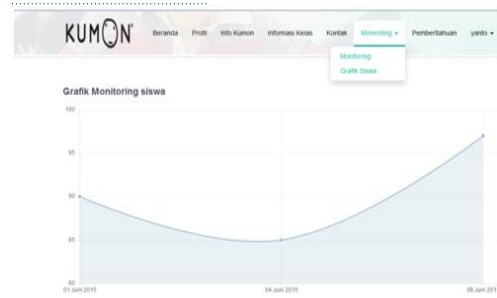 KUMON Beranda Profil Info Kumon Informasi Kelas Kontak Monitoring Pemberitahuan yanto
Monitoring
Grafik Siswa
Grafik Monitoring siswa
100
95
90
85
80
01 Juni 2015 04 Juni 2015